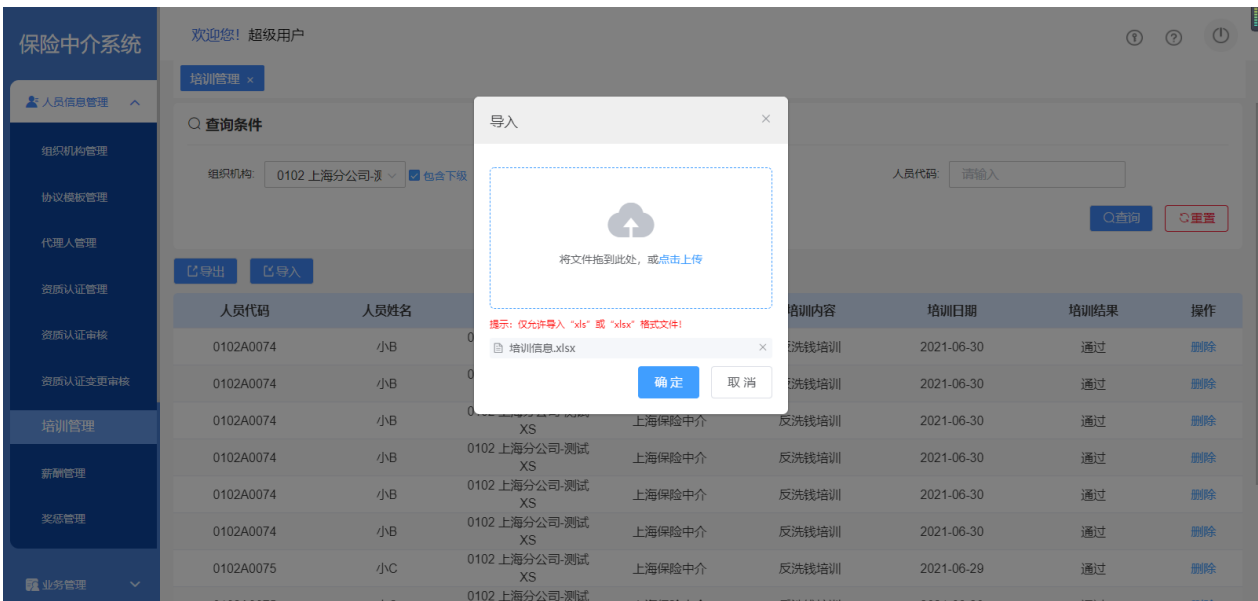 保险中介系统
欢迎您！超级用户
培训管理 ×
人员信息管理
组织机构管理
协议模板管理
代理人管理
资质认证管理
资质认证审核
资质认证变更审核
培训管理
薪酬管理
奖惩管理
业务管理
查询条件
组织机构: 0102 上海分公司-测 包含下级
人员代码: 请输入
查询 重置
导出 导入
导入
将文件拖到此处，或点击上传
提示：仅允许导入“xls”或“xlsx”格式文件！
培训信息.xlsx
确定 取消
人员代码 人员姓名 培训内容 培训日期 培训结果 操作
0102A0074 小B 反洗钱培训 2021-06-30 通过 删除
0102A0074 小B 反洗钱培训 2021-06-30 通过 删除
0102A0074 小B XS 上海保险中介 反洗钱培训 2021-06-30 通过 删除
0102A0074 小B 0102 上海分公司-测试XS 上海保险中介 反洗钱培训 2021-06-30 通过 删除
0102A0074 小B 0102 上海分公司-测试XS 上海保险中介 反洗钱培训 2021-06-30 通过 删除
0102A0074 小B 0102 上海分公司-测试XS 上海保险中介 反洗钱培训 2021-06-30 通过 删除
0102A0075 小C 0102 上海分公司-测试XS 上海保险中介 反洗钱培训 2021-06-29 通过 删除
0102 上海分公司-测试